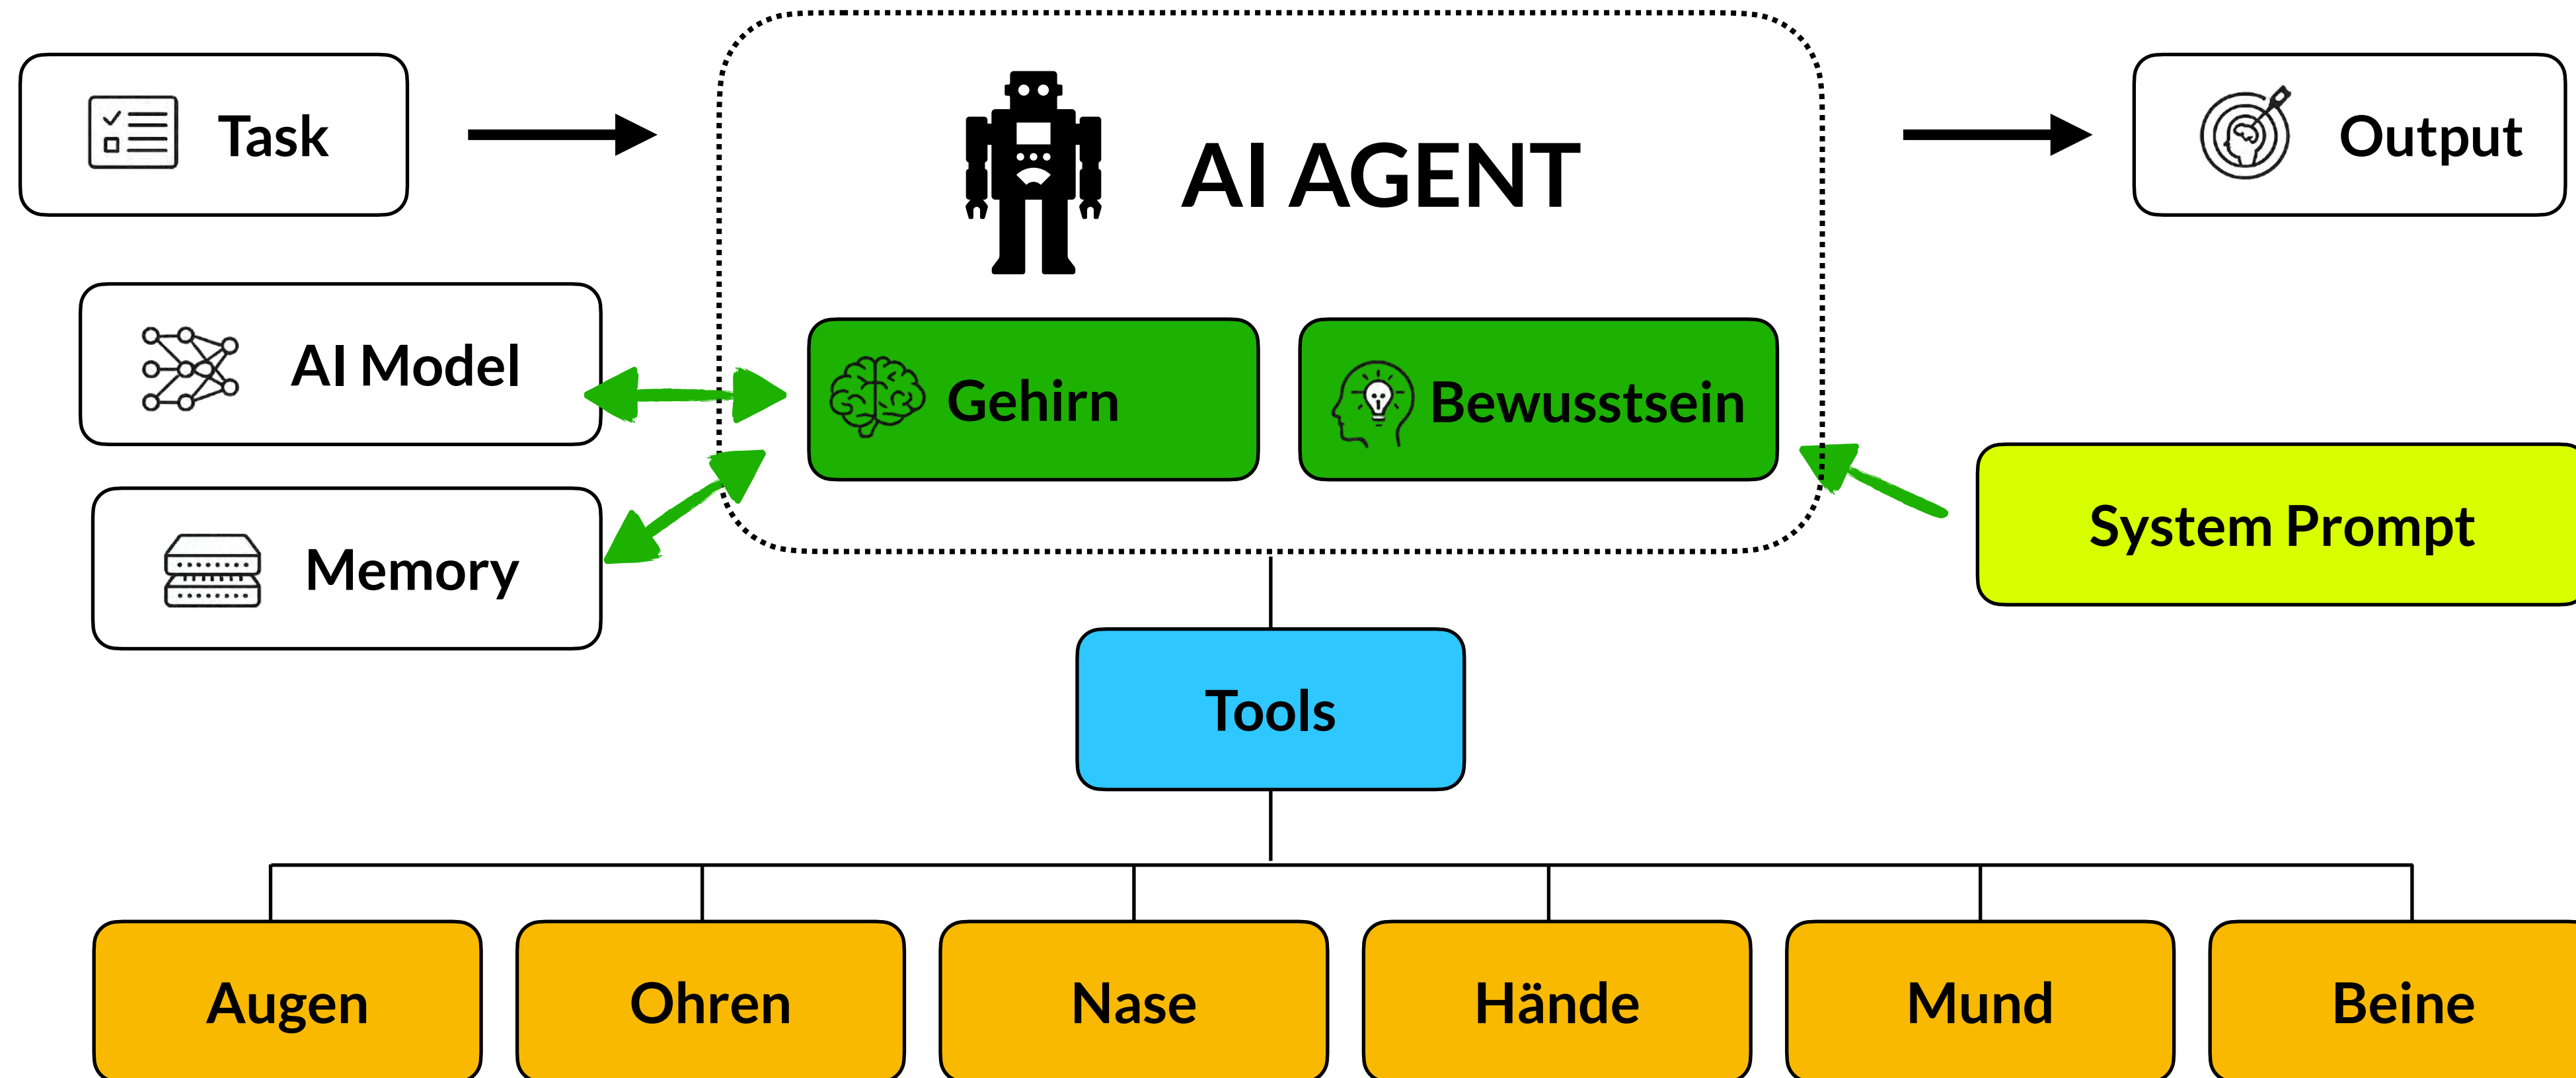 Task
AI AGENT
Output
AI Model
Gehirn
Bewusstsein
Memory
System Prompt
Tools
Augen
Ohren
Nase
Hände
Mund
Beine